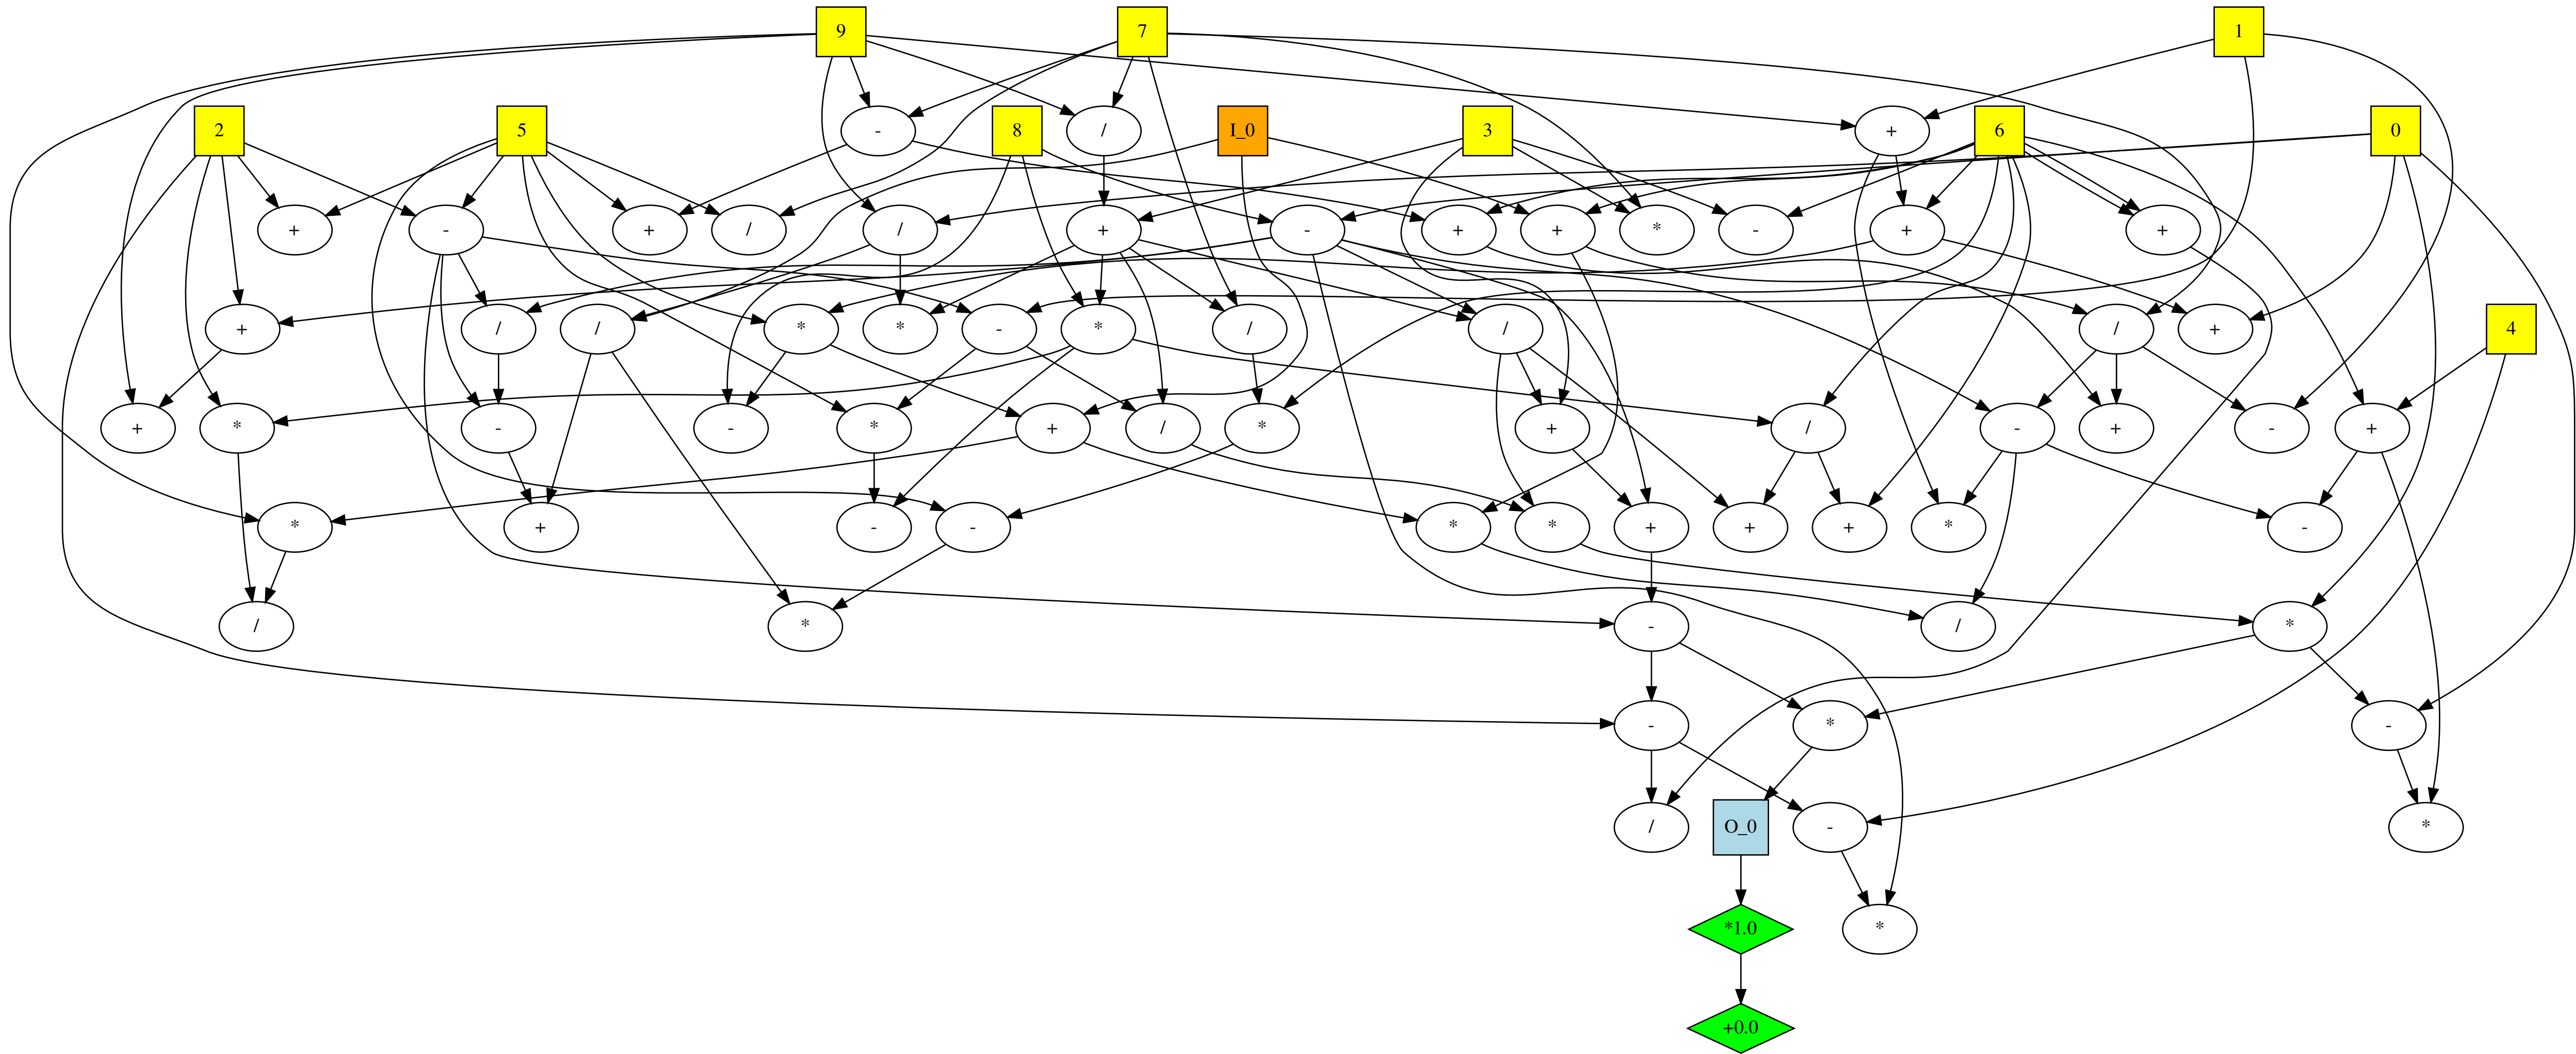 9 7 1
2 5 - 8 / I_0 3 + 6 0
+ - + / / + - + + * - + +
+ / / * * - * / / / + 4
+ * - - * + / * + / - + - +
* + - - * * + + + * -
/ * - / *
- * -
/ O_0 - *
*1.0 *
+0.0